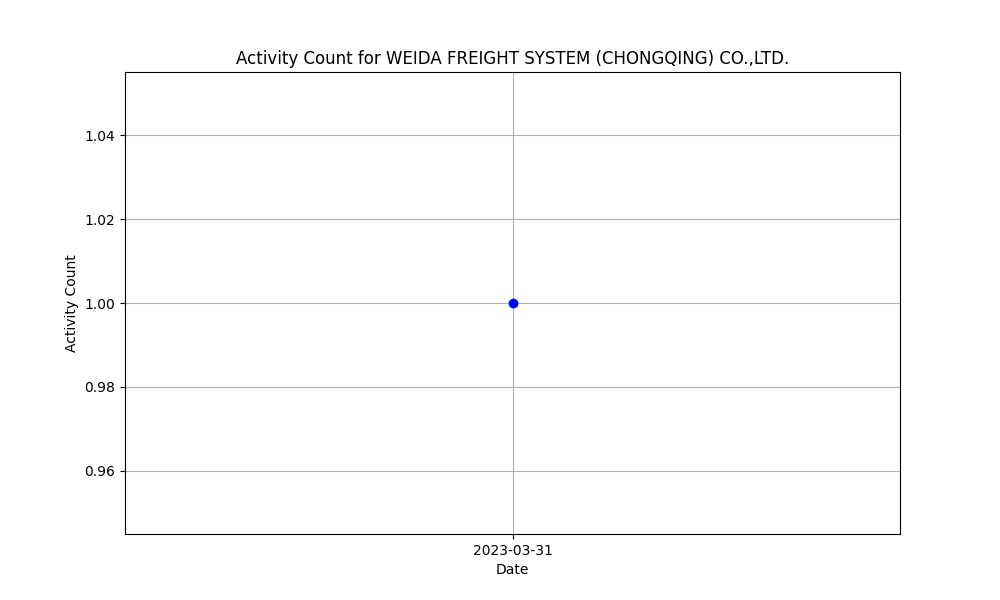 Activity Count for WEIDA FREIGHT SYSTEM (CHONGQING) CO.,LTD.
1.04
1.02
1.00
0.98
0.96
Activity Count
2023-03-31
Date